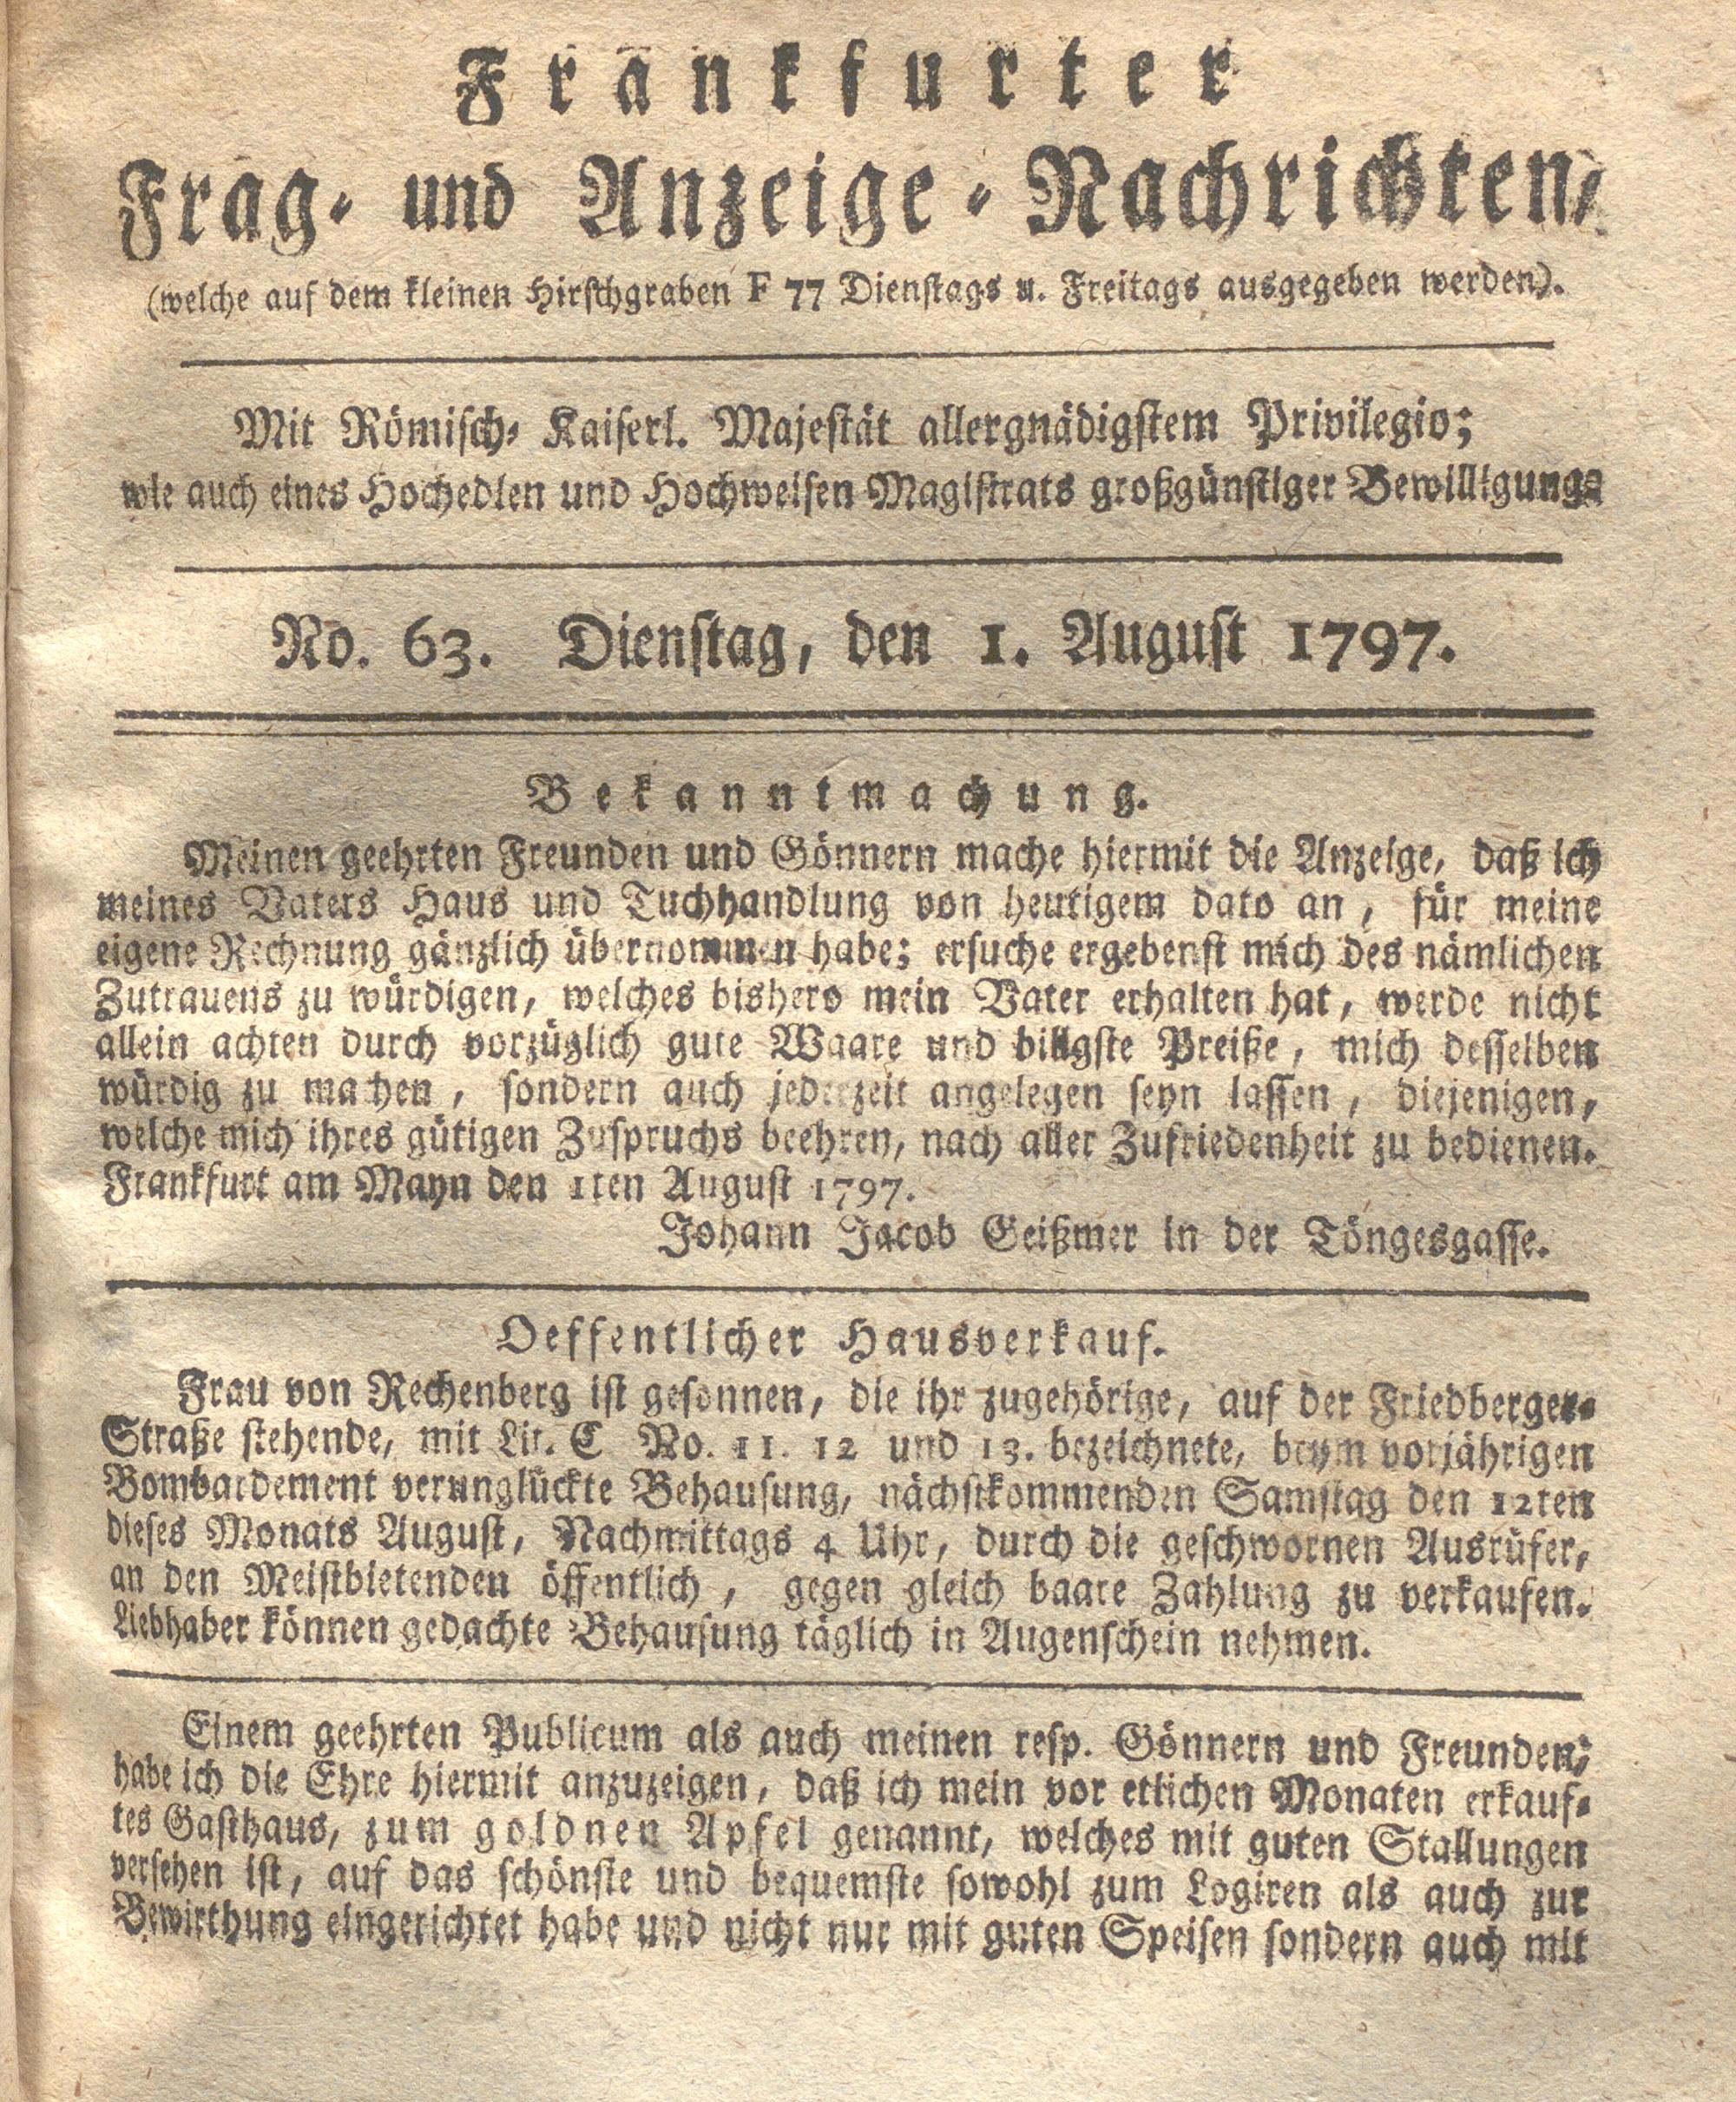 Frankfurter
Frag- und Anzeige-Nachrichten,
(welche auf dem kleinen Hirschgraben F 77 Dienstags u. Freitags ausgegeben werden).
Mit Römisch- Kaiserl. Majestät allergnädigstem Privilegio;
wie auch eines Hochedlen und Hochweisen Magistrats großgünstiger Bewilligung.
No. 63. Dienstag, den 1. August 1797.
Bekanntmachung.
Meinen geehrten Freunden und Gönnern mache hiermit die Anzeige, daß ich
meines Vaters Haus und Tuchhandlung von heutigem dato an, für meine
eigene Rechnung gänzlich übernommen habe; ersuche ergebenst mich des nämlichen
Zutrauens zu würdigen, welches bishero mein Vater erhalten hat, werde nicht
allein achten durch vorzüglich gute Waare und billigste Preiße, mich desselben
würdig zu machen, sondern auch jederzeit angelegen seyn lassen, diejenigen,
welche mich ihres gütigen Zuspruchs beehren, nach aller Zufriedenheit zu bedienen.
Frankfurt am Mayn den 1ten August 1797.
Johann Jacob Geißmer in der Töngesgasse.
Oeffentlicher Hausverkauf.
Frau von Rechenberg ist gesonnen, die ihr zugehörige, auf der Friedberger-
Straße stehende, mit Lit. C No. 11. 12 und 13. bezeichnete, beym vorjährigen
Bombardement verunglückte Behausung, nächstkommenden Samstag den 12ten
dieses Monats August, Nachmittags 4 Uhr, durch die geschwornen Ausrüfer,
an den Meistbietenden öffentlich, gegen gleich baare Zahlung zu verkaufen.
Liebhaber können gedachte Behausung täglich in Augenschein nehmen.
Einem geehrten Publicum als auch meinen resp. Gönnern und Freunden,
habe ich die Ehre hiermit anzuzeigen, daß ich mein vor etlichen Monaten erkauf-
tes Gasthaus, zum goldnen Apfel genannt, welches mit guten Stallungen
versehen ist, auf das schönste und bequemste sowohl zum Logiren als auch zur
Bewirthung eingerichtet habe und nicht nur mit guten Speisen sondern auch mit